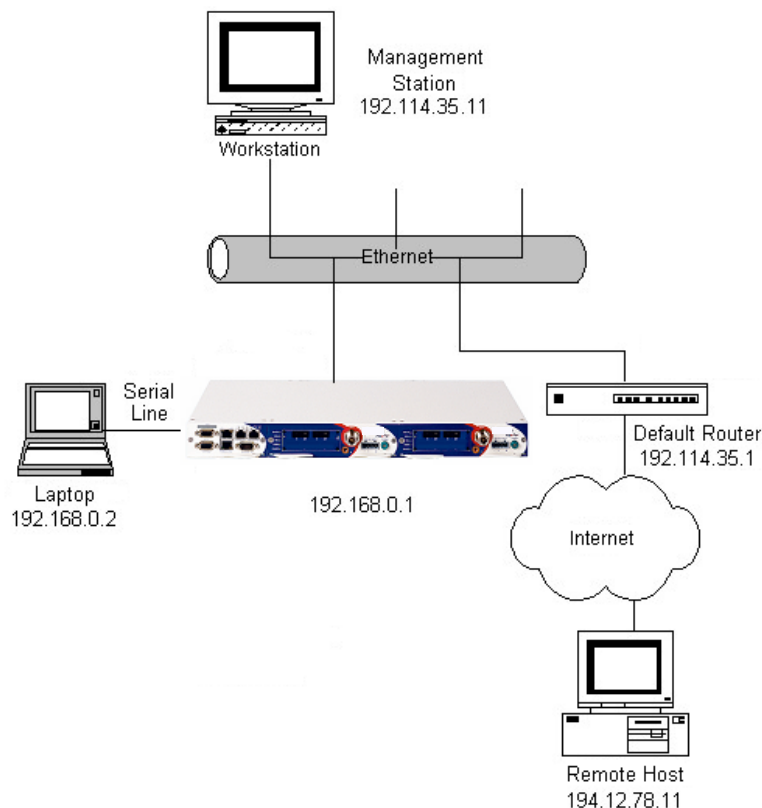 Management
Station
192.114.35.11
Workstation
Ethernet
Serial
Line
Default Router
192.114.35.1
Laptop
192.168.0.2
192.168.0.1
Internet
Remote Host
194.12.78.11